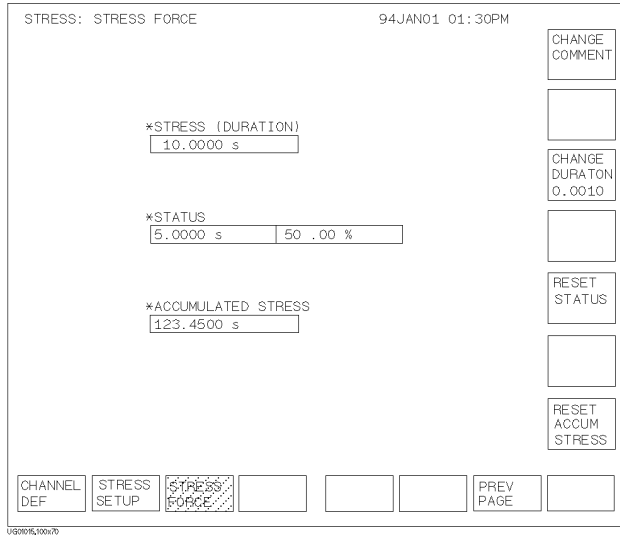 STRESS: STRESS FORCE 94JAN01 01:30PM
CHANGE
COMMENT
*STRESS (DURATION)
10.0000 s
CHANGE
DURATON
0.0010
*STATUS
5.0000 s 50 .00 %
RESET
STATUS
*ACCUMULATED STRESS
123.4500 s
RESET
ACCUM
STRESS
CHANNEL
DEF
STRESS
SETUP
STRESS
FORCE
PREV
PAGE
UG01015,100x70